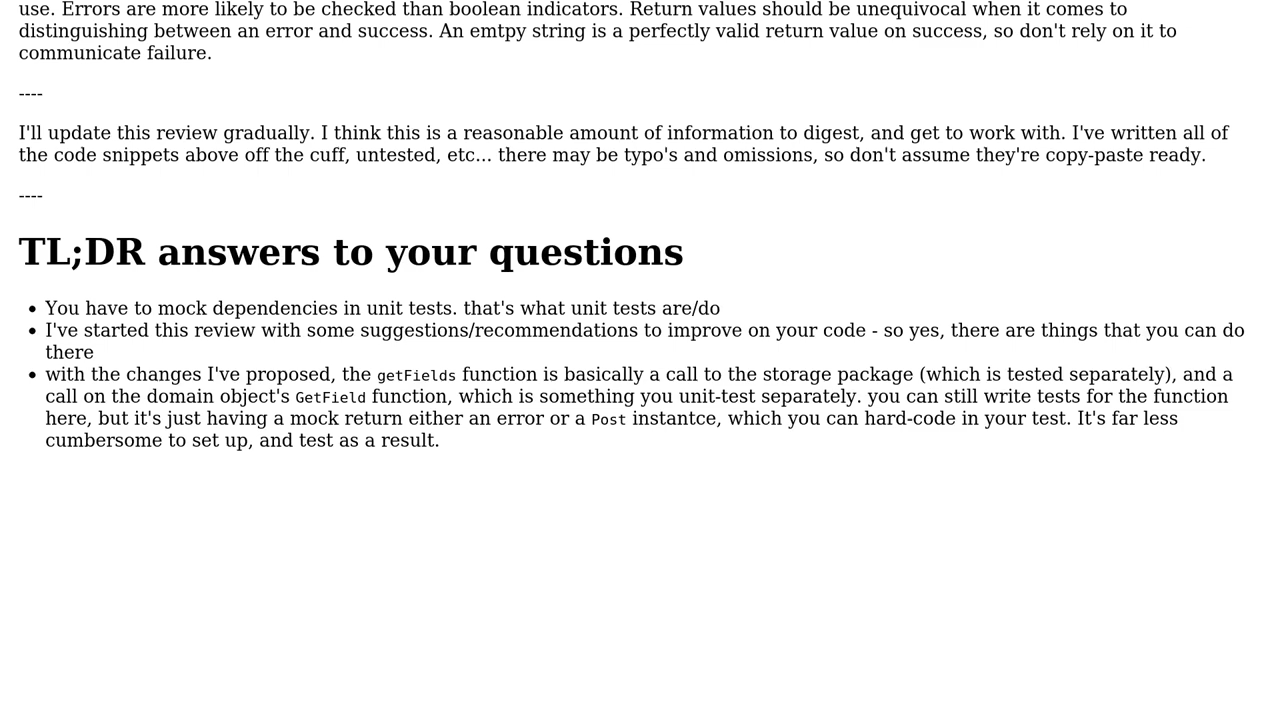 use. Errors are more likely to be checked than boolean indicators. Return values should be unequivocal when it comes to
distinguishing between an error and success. An emtpy string is a perfectly valid return value on success, so don't rely on it to
communicate failure.
----
I'll update this review gradually. I think this is a reasonable amount of information to digest, and get to work with. I've written all of
the code snippets above off the cuff, untested, etc... there may be typo's and omissions, so don't assume they're copy-paste ready.
----
TL;DR answers to your questions
• You have to mock dependencies in unit tests. that's what unit tests are/do
• I've started this review with some suggestions/recommendations to improve on your code - so yes, there are things that you can do
there
• with the changes I've proposed, the getFields function is basically a call to the storage package (which is tested separately), and a
call on the domain object's GetField function, which is something you unit-test separately. you can still write tests for the function
here, but it's just having a mock return either an error or a Post instantce, which you can hard-code in your test. It's far less
cumbersome to set up, and test as a result.